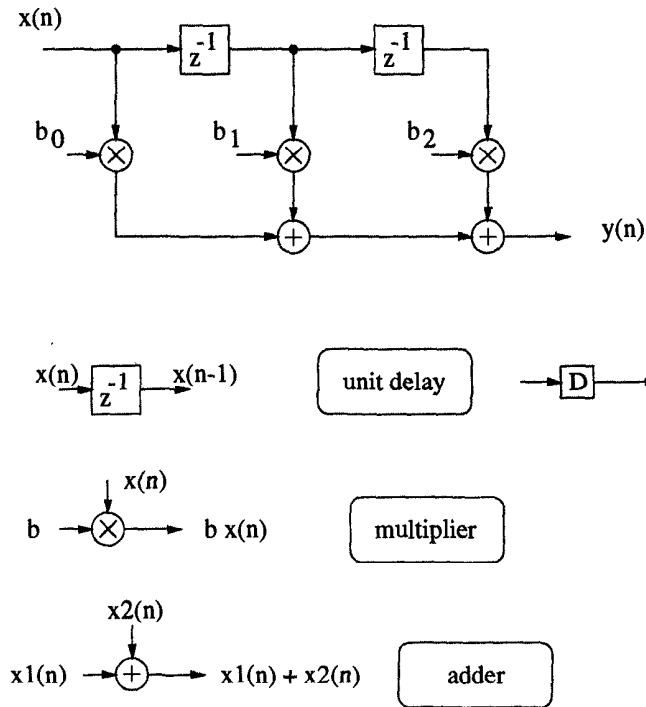 x(n)
z⁻¹ z⁻¹
b₀ b₁ b₂
× × ×
+ + y(n)
x(n) z⁻¹ x(n-1) unit delay D
x(n)
b × b x(n) multiplier
x2(n)
x1(n) + x1(n) + x2(n) adder